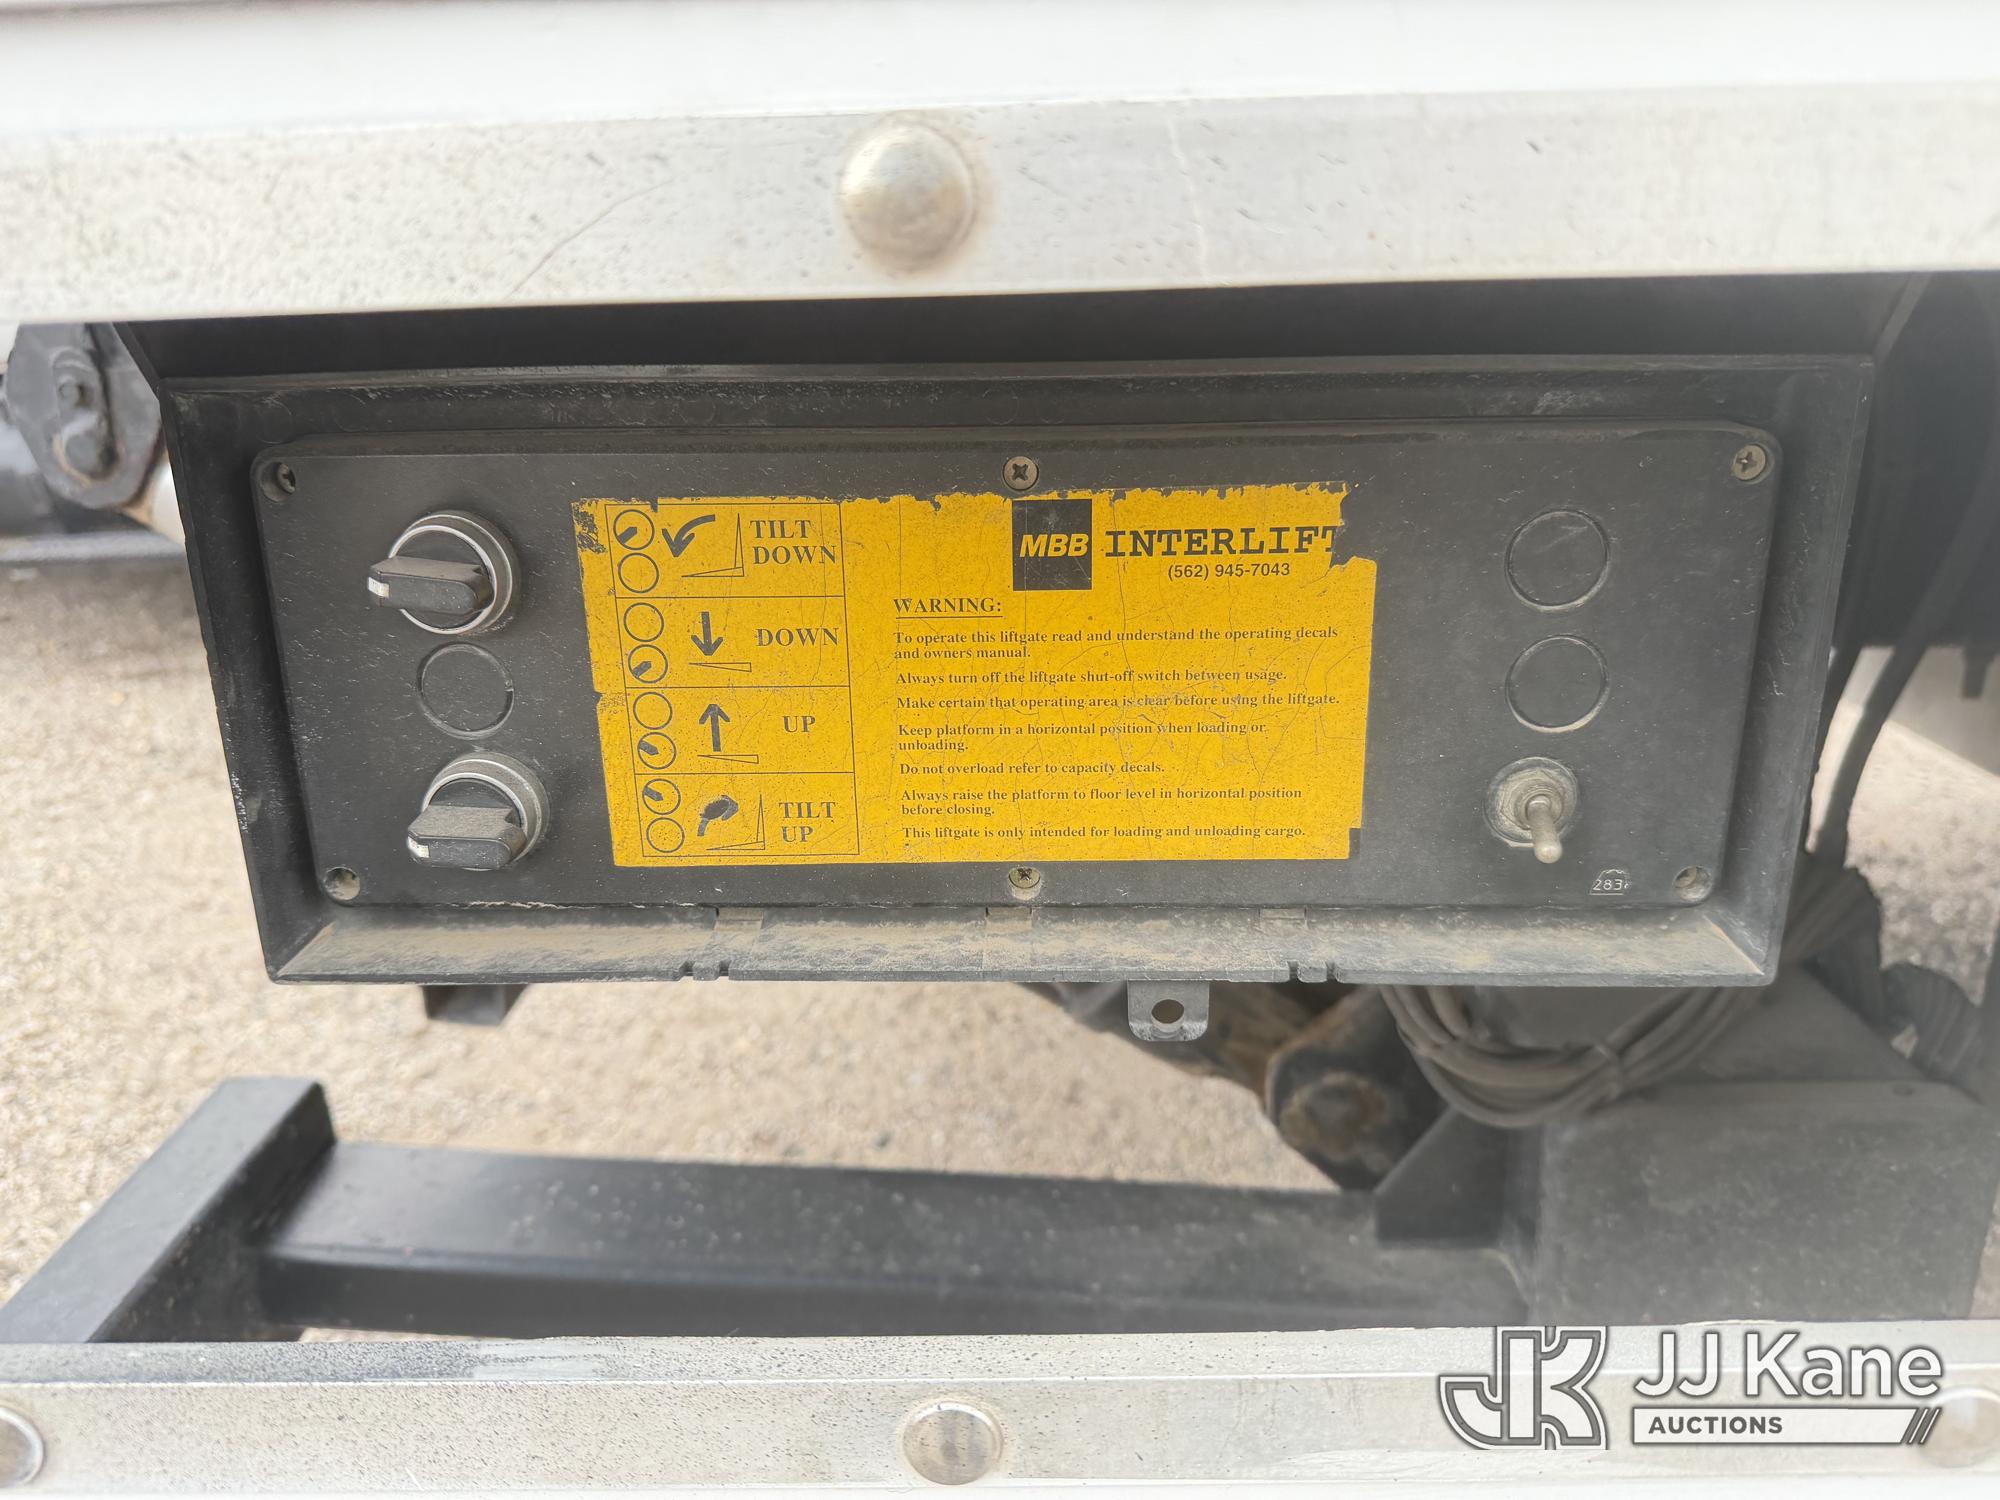 TILT
DOWN
DOWN
UP
TILT
UP
MBB INTERLIFT
(562) 945-7043
WARNING:
To operate this liftgate read and understand the operating decals
and owners manual.
Always turn off the liftgate shut-off switch between usage.
Make certain that operating area is clear before using the liftgate.
Keep platform in a horizontal position when loading or
unloading.
Do not overload refer to capacity decals.
Always raise the platform to floor level in horizontal position
before closing.
This liftgate is only intended for loading and unloading cargo.
JK JJ Kane
AUCTIONS